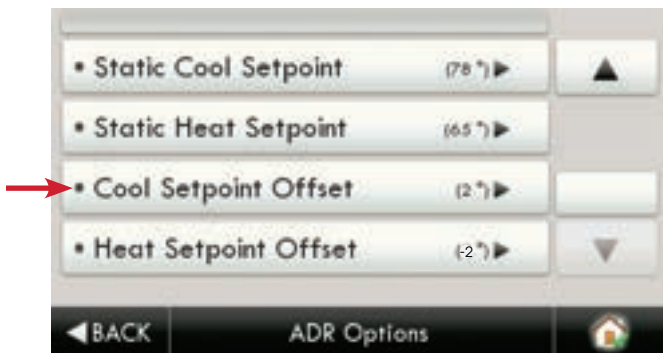 • Static Cool Setpoint (78°)▶
• Static Heat Setpoint (65°)▶
• Cool Setpoint Offset (2°)▶
• Heat Setpoint Offset (-2°)▶
◀BACK ADR Options